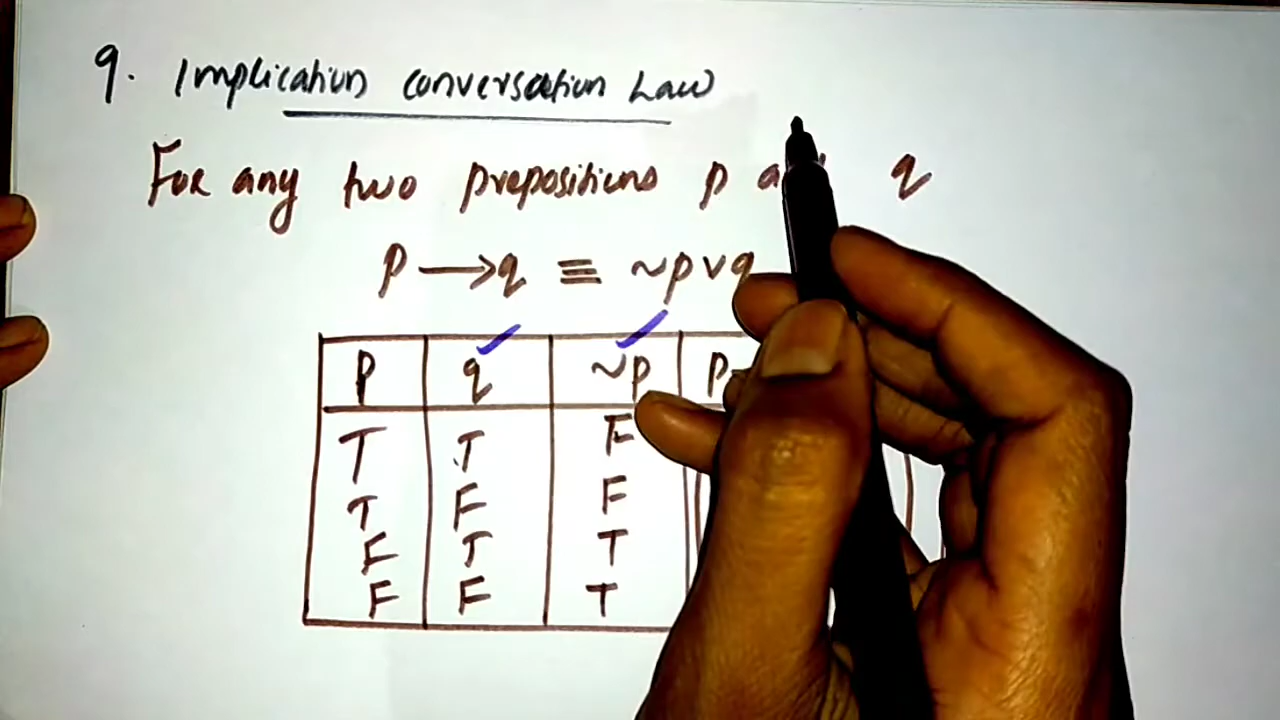 9. Implication conversation Law
For any two prepositions p a q
p → q ≡ ~p v q
p q ~p p
T T F
T F F
F T T
F F T